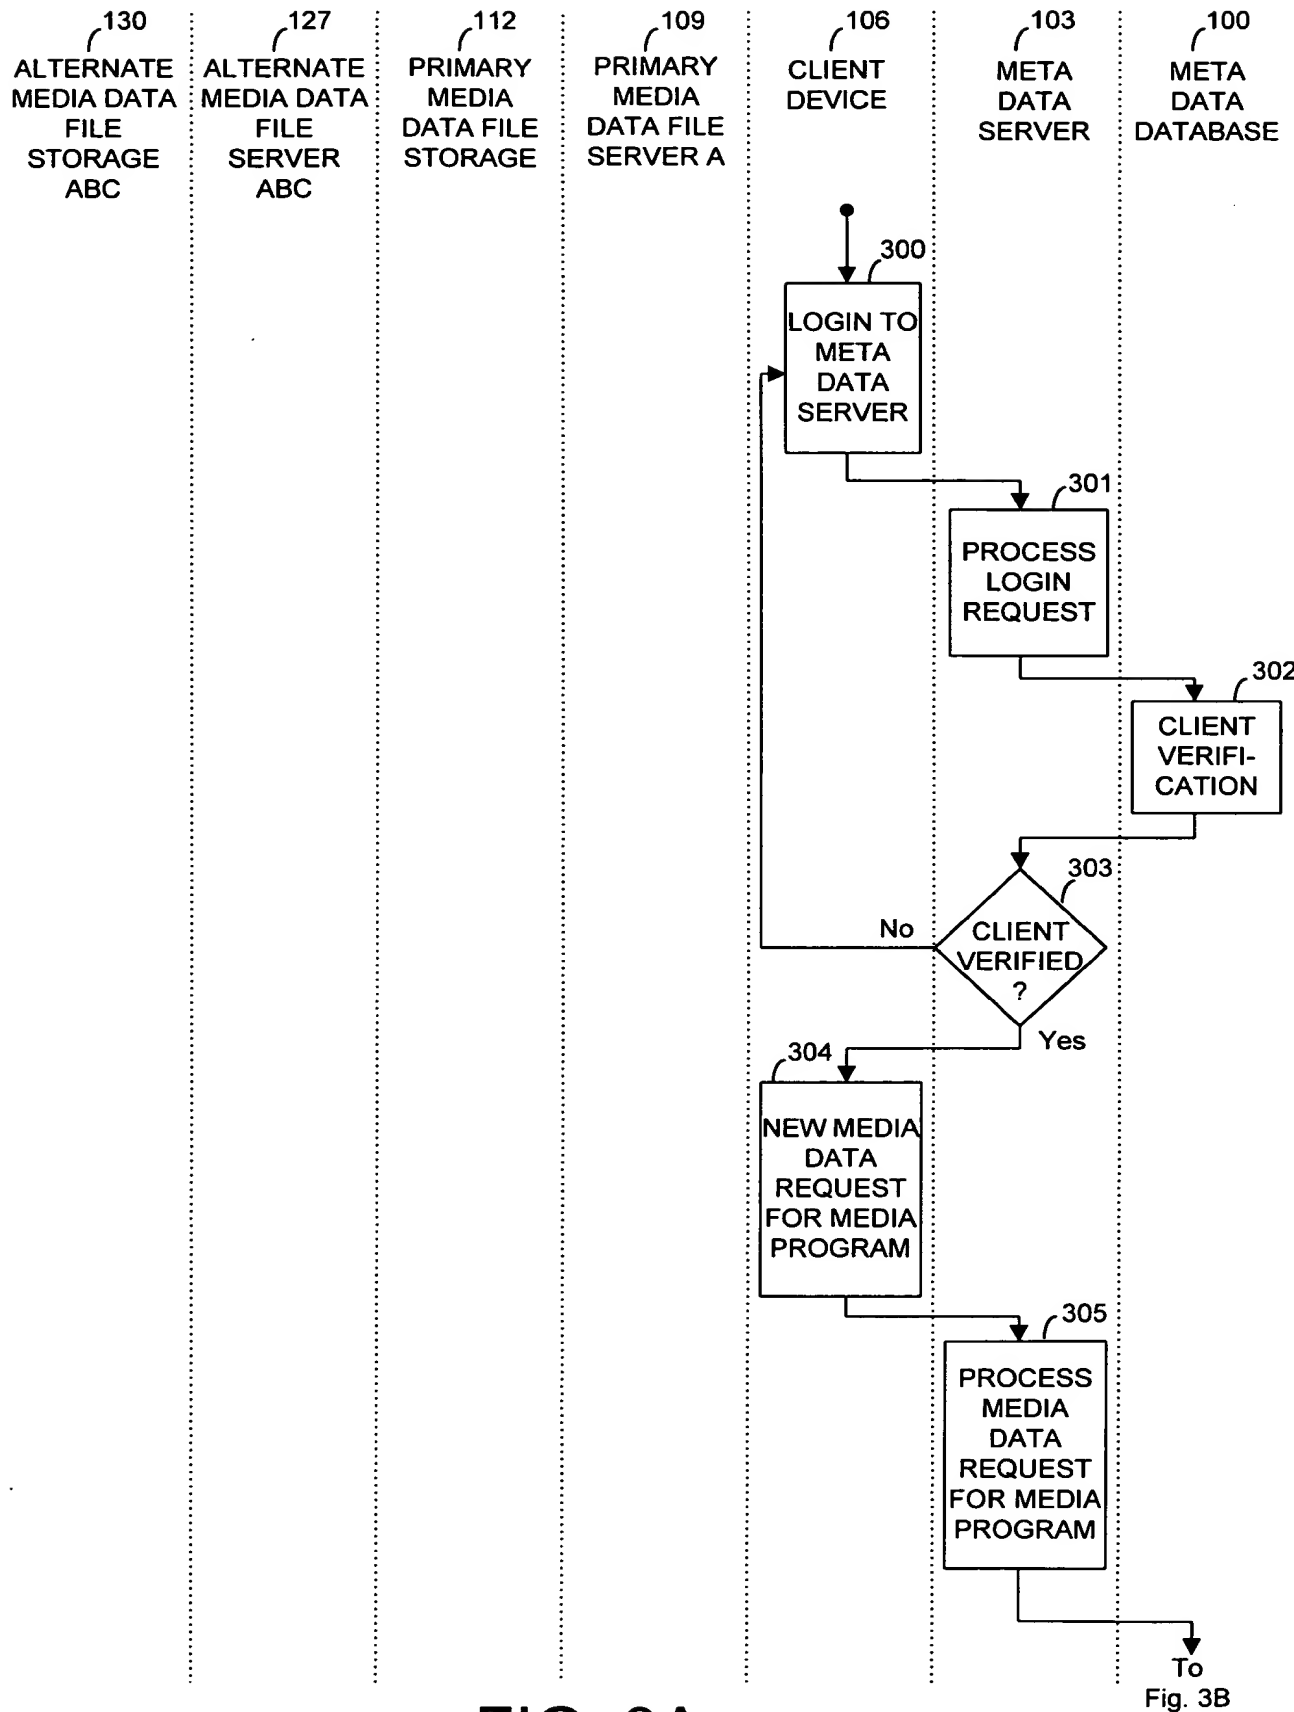 130
ALTERNATE
MEDIA DATA
FILE
STORAGE
ABC
127
ALTERNATE
MEDIA DATA
FILE
SERVER
ABC
112
PRIMARY
MEDIA
DATA FILE
STORAGE
109
PRIMARY
MEDIA
DATA FILE
SERVER A
106
CLIENT
DEVICE
103
META
DATA
SERVER
100
META
DATA
DATABASE
300
LOGIN TO
META
DATA
SERVER
301
PROCESS
LOGIN
REQUEST
302
CLIENT
VERIFI-
CATION
303
CLIENT
VERIFIED
?
No
Yes
304
NEW MEDIA
DATA
REQUEST
FOR MEDIA
PROGRAM
305
PROCESS
MEDIA
DATA
REQUEST
FOR MEDIA
PROGRAM
To
Fig. 3B